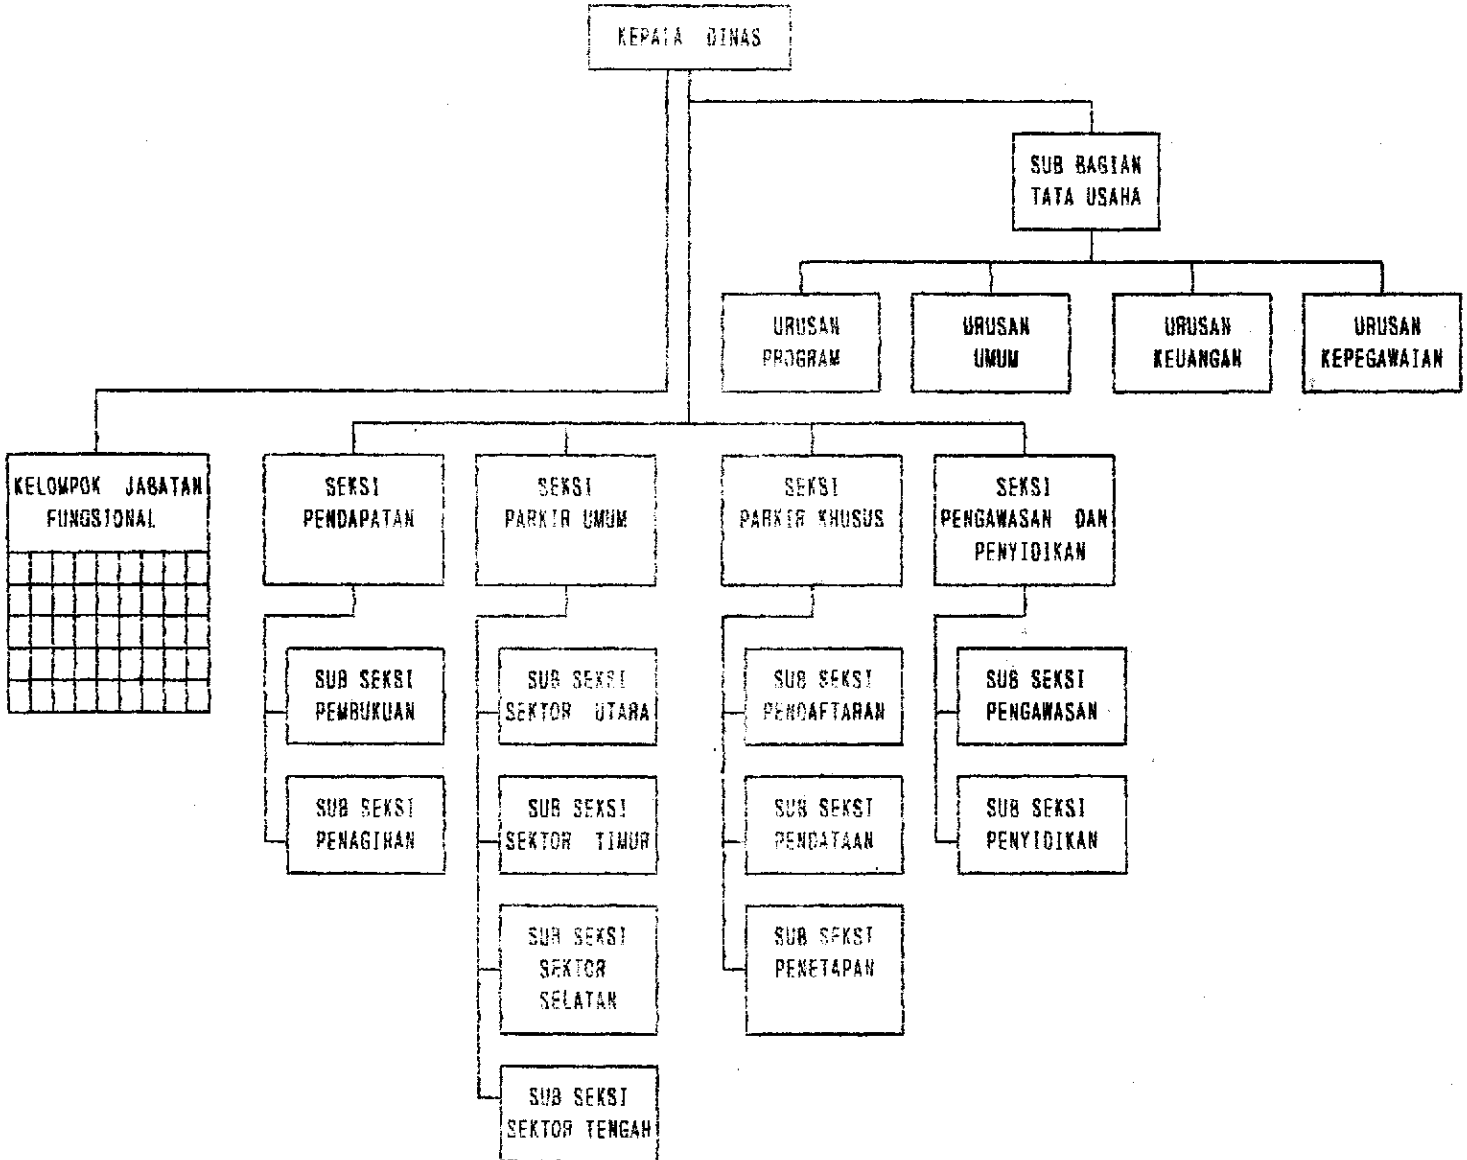 KEPALA DINAS
SUB BAGIAN
TATA USAHA
URUSAN
PROGRAM
URUSAN
UMUM
URUSAN
KEUANGAN
URUSAN
KEPEGAWAIAN
KELOMPOK JABATAN
FUNGSIONAL
SEKSI
PENDAPATAN
SEKSI
PARKIR UMUM
SEKSI
PARKIR KHUSUS
SEKSI
PENGAWASAN DAN
PENYIDIKAN
SUB SEKSI
PEMBUKUAN
SUB SEKSI
PENAGIHAN
SUB SEKSI
SEKTOR UTARA
SUB SEKSI
SEKTOR TIMUR
SUB SEKSI
SEKTOR
SELATAN
SUB SEKSI
SEKTOR TENGAH
SUB SEKSI
PENDAFTARAN
SUB SEKSI
PENDATAAN
SUB SEKSI
PENETAPAN
SUB SEKSI
PENGAWASAN
SUB SEKSI
PENYIDIKAN